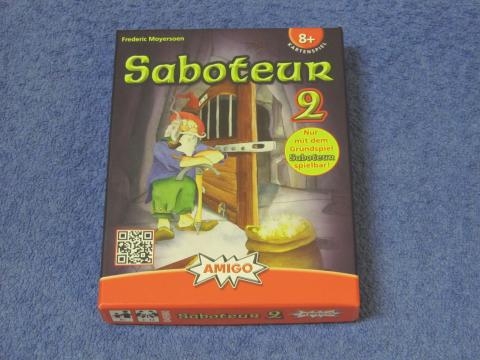 Frederic Moyersoen
8+
KARTENSPIEL
Saboteur
2
Nur
mit dem
Grundspiel
Saboteur
spielbar!
AMIGO
Saboteur 2